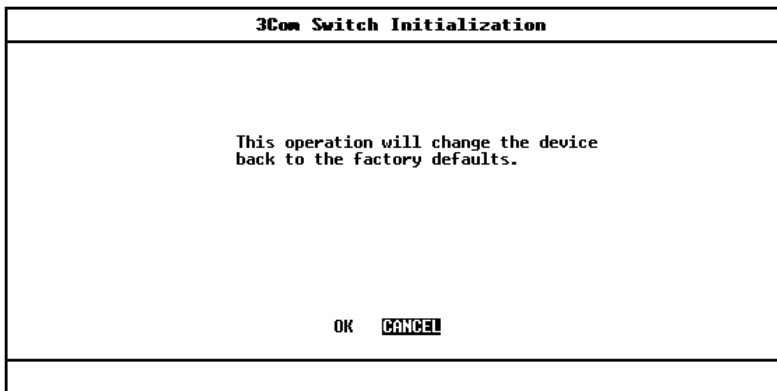 3Com Switch Initialization
This operation will change the device
back to the factory defaults.
OK CANCEL